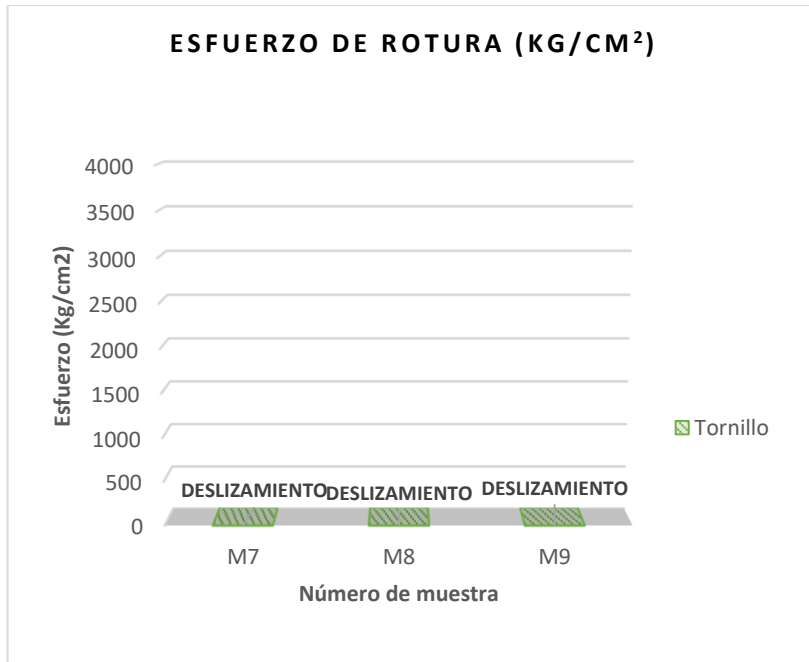 ESFUERZO DE ROTURA (KG/CM²)
4000
3500
3000
2500
2000
1500
1000
500
0
Esfuerzo (Kg/cm2)
DESLIZAMIENTO
DESLIZAMIENTO
DESLIZAMIENTO
M7
M8
M9
Número de muestra
Tornillo